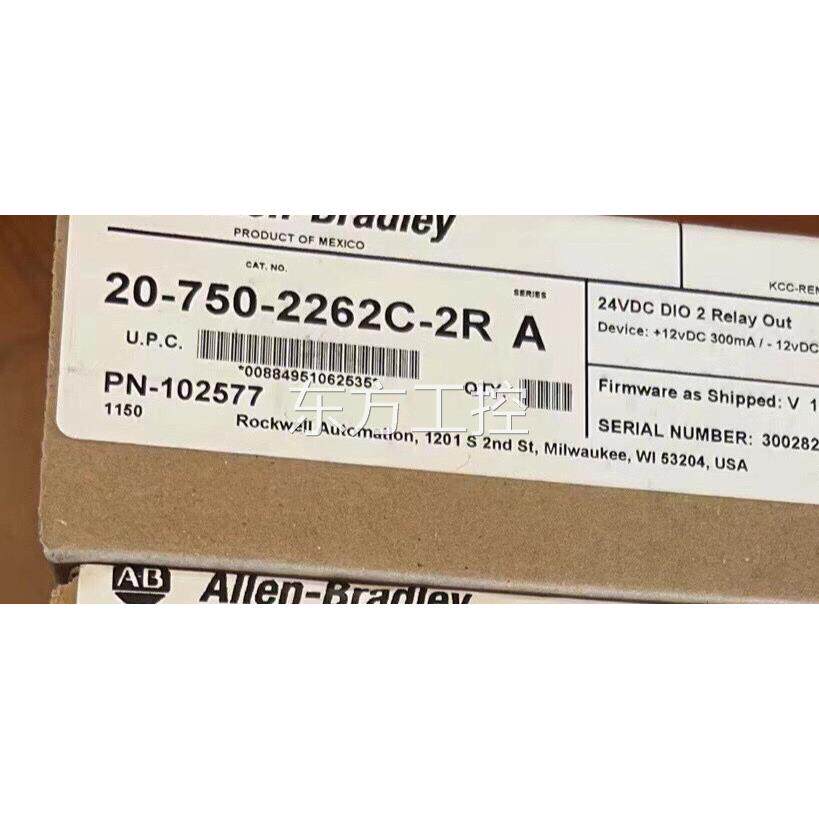 Allen-Bradley
PRODUCT OF MEXICO
CAT. NO.
20-750-2262C-2R
SERIES
A
U.P.C.
*00884951062535*
QTY
PN-102577
1150
Rockwell Automation, 1201 S 2nd St, Milwaukee, WI 53204, USA
KCC-REM
24VDC DIO 2 Relay Out
Device: +12vDC 300mA / - 12vDC
Firmware as Shipped: V 1
SERIAL NUMBER: 300282
东方工控
AB
Allen-Bradley